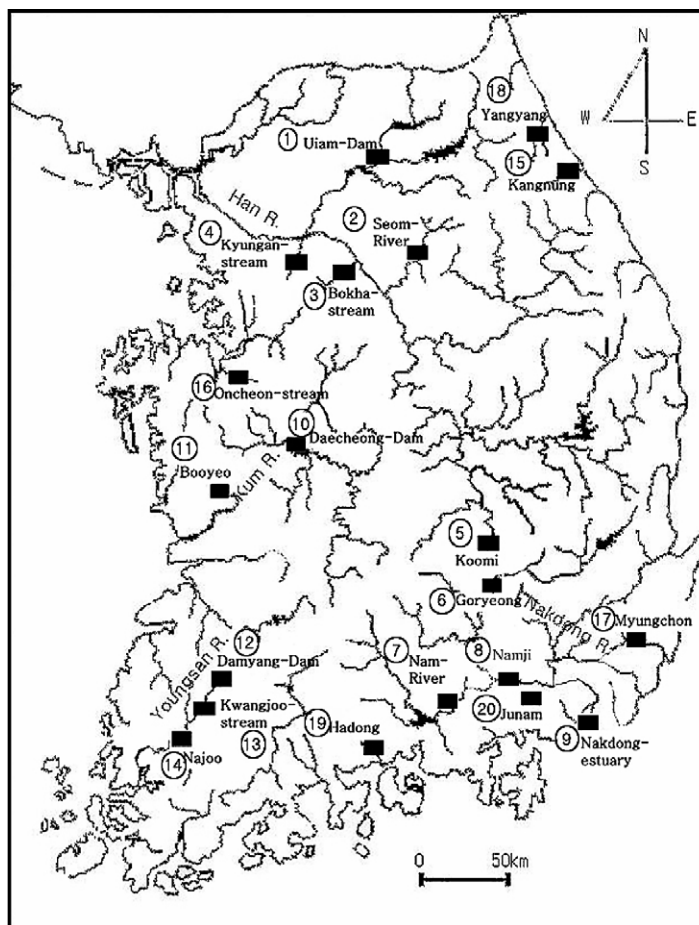 N
18
Yangyang
W
E
1
Uiam-Dam
15
S
Kangnung
Han R.
2
4
Seom-
River
Kyungan-
stream
3
Bokha-
stream
16
Oncheon-stream
10
Daecheong-Dam
11
Booyeo
Kum R.
5
Koomi
6
Goryeong
Nakdong R.
17
Myungchon
Youngsan R.
12
7
8
Namji
Damyang-Dam
Nam-
River
Kwangjoo-
stream
19
Hadong
20
Junam
13
9
Nakdong-
estuary
14
Najoo
0
50km